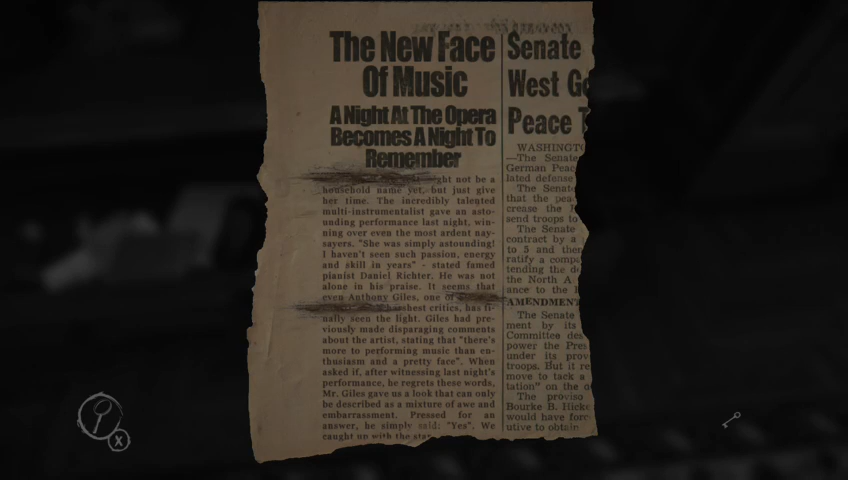 The New Face
Of Music
A Night At The Opera
Becomes A Night To
Remember
ght not be a
household name yet, but just give
her time. The incredibly talented
multi-instrumentalist gave an asto-
unding performance last night, win-
ning over even the most ardent nay-
sayers. "She was simply astounding!
I haven't seen such passion, energy
and skill in years" - stated famed
pianist Daniel Richter. He was not
alone in his praise. It seems that
even Anthony Giles, one of
harshest critics, has fi-
nally seen the light. Giles had pre-
viously made disparaging comments
about the artist, stating that "there's
more to performing music than en-
thusiasm and a pretty face". When
asked if, after witnessing last night's
performance, he regrets these words,
Mr. Giles gave us a look that can only
be described as a mixture of awe and
embarrassment. Pressed for an
answer, he simply said: "Yes". We
caught up with the star
Senate
West Go
Peace T
WASHINGT
—The Senate
German Peac
lated defense
The Senat
that the peac
crease the
send troops to
The Senate
contract by a
to 5 and then
ratify a compa
tending the de
the North A
ance to the
AMENDMENT
The Senate
ment by its
Committee des
power the Pres
under its prov
troops. But it re
move to tack a
tation" on the o
The proviso
Bourke B. Hicke
would have forc
utive to obtain
X